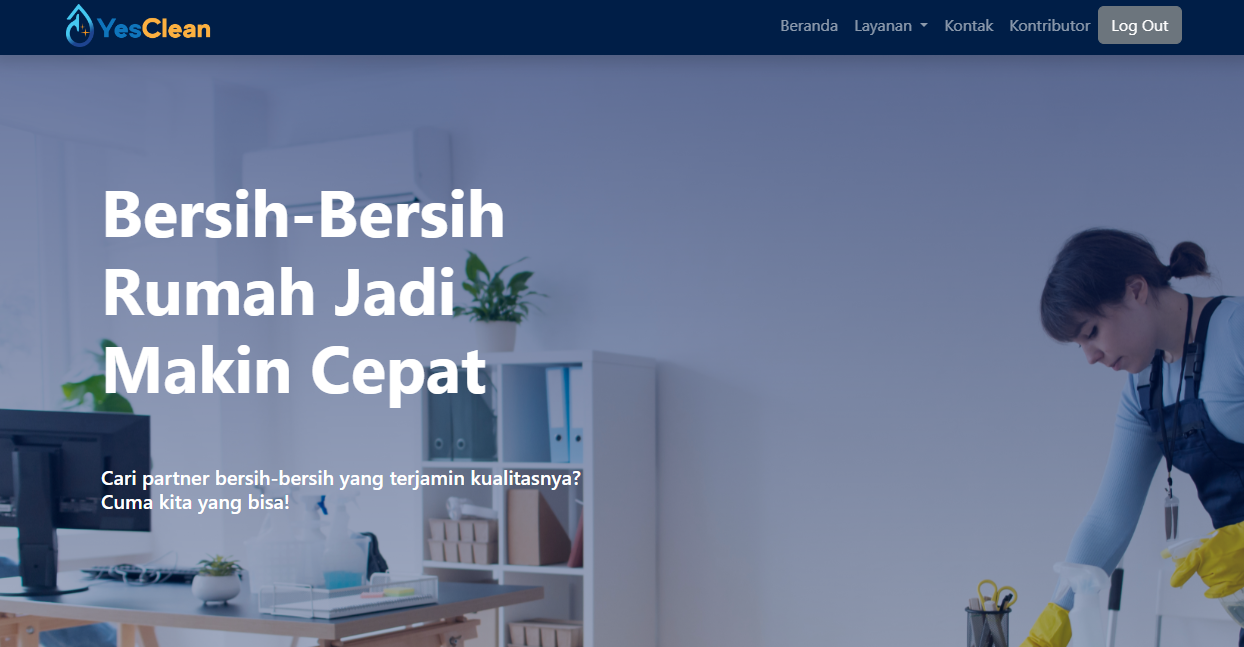 YesClean
Beranda
Layanan
Kontak
Kontributor
Log Out
Bersih-Bersih
Rumah Jadi
Makin Cepat
Cari partner bersih-bersih yang terjamin kualitasnya?
Cuma kita yang bisa!